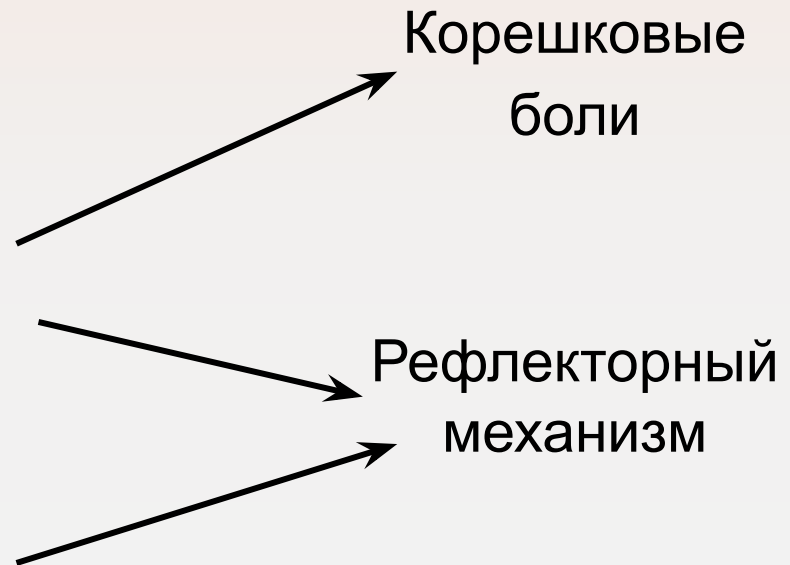 Корешковые
боли
Рефлекторный
механизм